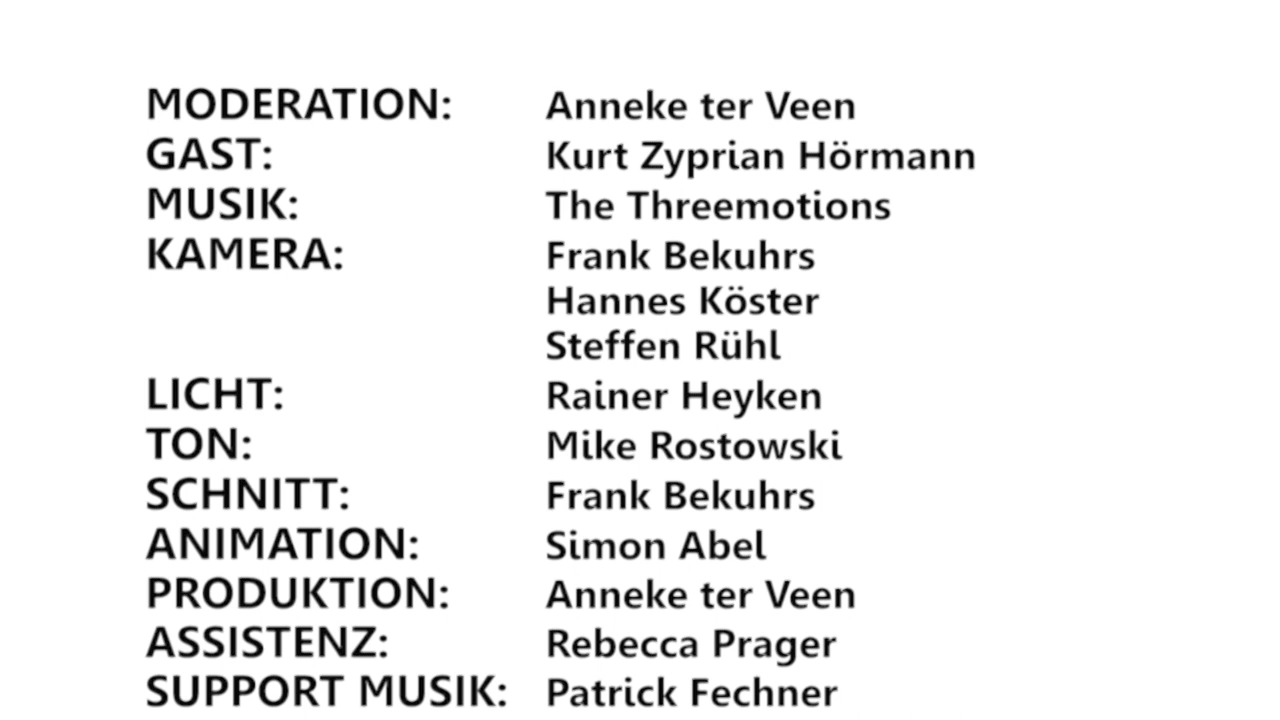 MODERATION: Anneke ter Veen
GAST: Kurt Zyprian Hörmann
MUSIK: The Threemotions
KAMERA: Frank Bekuhrs
Hannes Köster
Steffen Rühl
LICHT: Rainer Heyken
TON: Mike Rostowski
SCHNITT: Frank Bekuhrs
ANIMATION: Simon Abel
PRODUKTION: Anneke ter Veen
ASSISTENZ: Rebecca Prager
SUPPORT MUSIK: Patrick Fechner